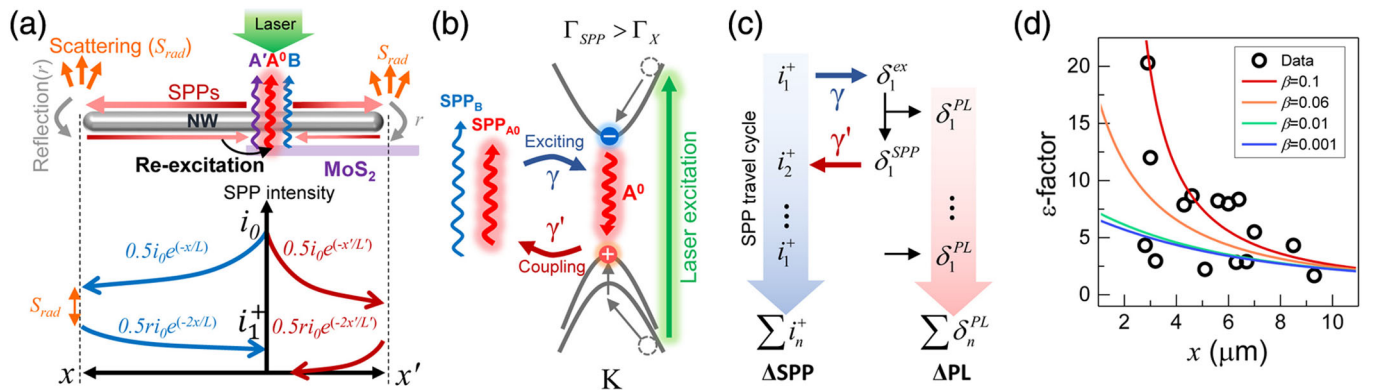 (a)
Laser
Scattering (S_rad)
A' A⁰ B
S_rad
Reflection(r)
SPPs
NW
r
Re-excitation
MoS₂
SPP intensity
i₀
0.5i₀e^(-x/L)
0.5i₀e^(-x'/L')
S_rad
0.5ri₀e^(-2x/L)
i₁⁺
0.5ri₀e^(-2x'/L')
x
x'
(b)
Γ_SPP > Γ_X
SPP_B
SPP_A0
Exciting
γ
−
A⁰
γ'
Coupling
+
Laser excitation
K
(c)
SPP travel cycle
i₁⁺
γ
δ₁^ex
δ₁^PL
γ'
i₂⁺
δ₁^SPP
⋮
⋮
i₁⁺
δ₁^PL
∑ i_n⁺
∑ δ_n^PL
ΔSPP
ΔPL
(d)
ε-factor
20
15
10
5
0
Data
β=0.1
β=0.06
β=0.01
β=0.001
2 4 6 8 10
x (μm)